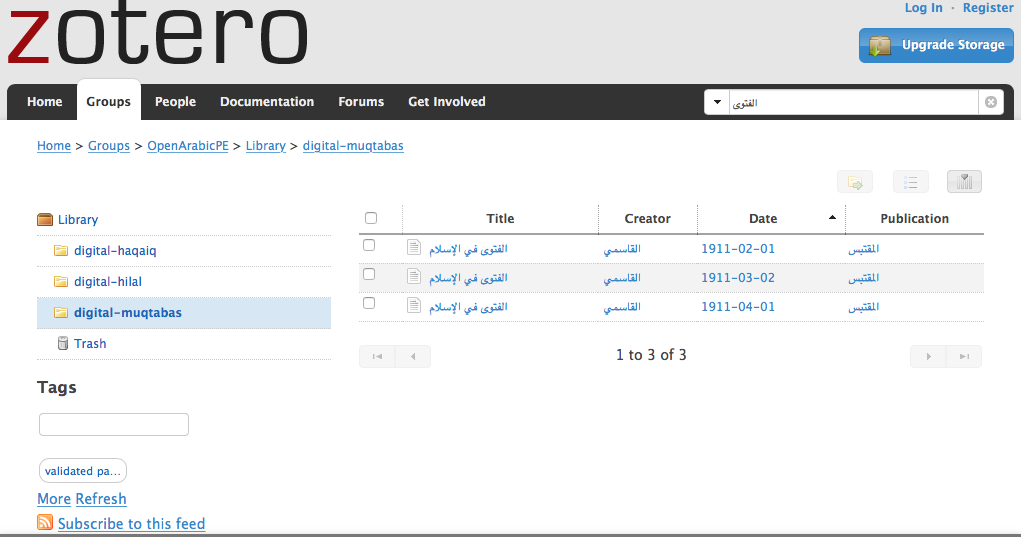 Log In · Register
zotero
Upgrade Storage
Home Groups People Documentation Forums Get Involved
الفتوى
Home > Groups > OpenArabicPE > Library > digital-muqtabas
Library
digital-haqaiq
digital-hilal
digital-muqtabas
Trash
Tags
validated pa...
More Refresh
Subscribe to this feed
Title Creator Date Publication
الفتوى في الإسلام القاسمي 1911-02-01 المقتبس
الفتوى في الإسلام القاسمي 1911-03-02 المقتبس
الفتوى في الإسلام القاسمي 1911-04-01 المقتبس
1 to 3 of 3